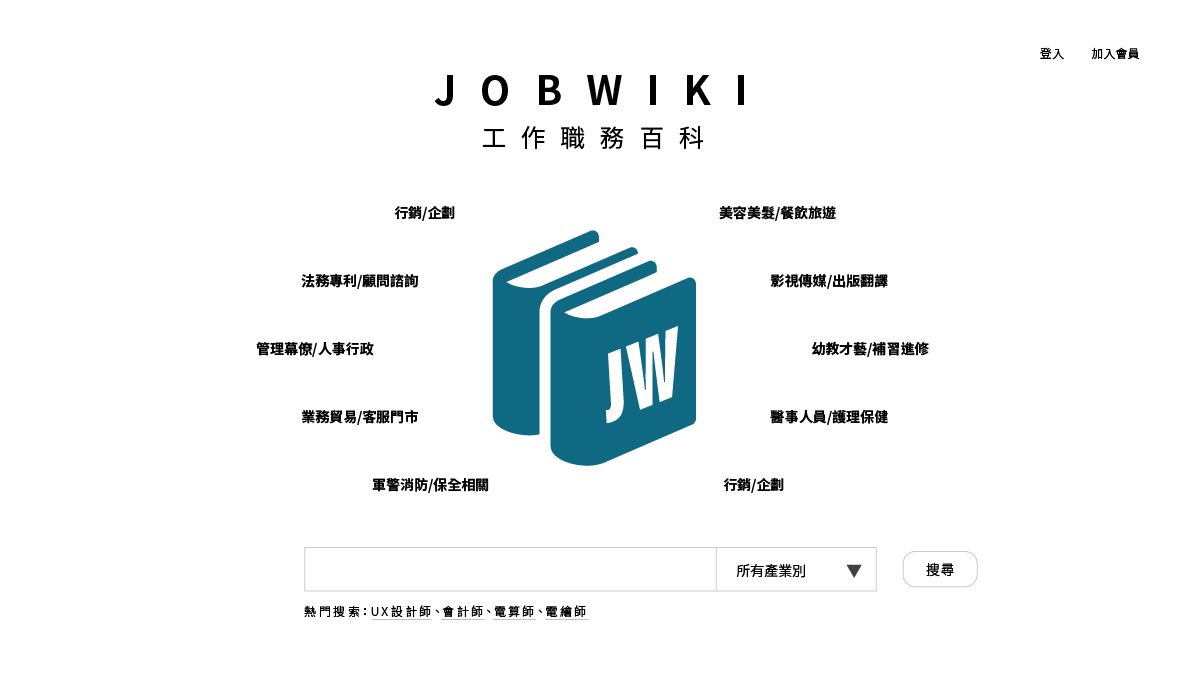 登入 加入會員
JOBWIKI
工作職務百科
行銷/企劃 美容美髮/餐飲旅遊
法務專利/顧問諮詢 影視傳媒/出版翻譯
管理幕僚/人事行政 幼教才藝/補習進修
JW
業務貿易/客服門市 醫事人員/護理保健
軍警消防/保全相關 行銷/企劃
所有產業別 ▼ 搜尋
熱門搜索：UX設計師、會計師、電算師、電繪師